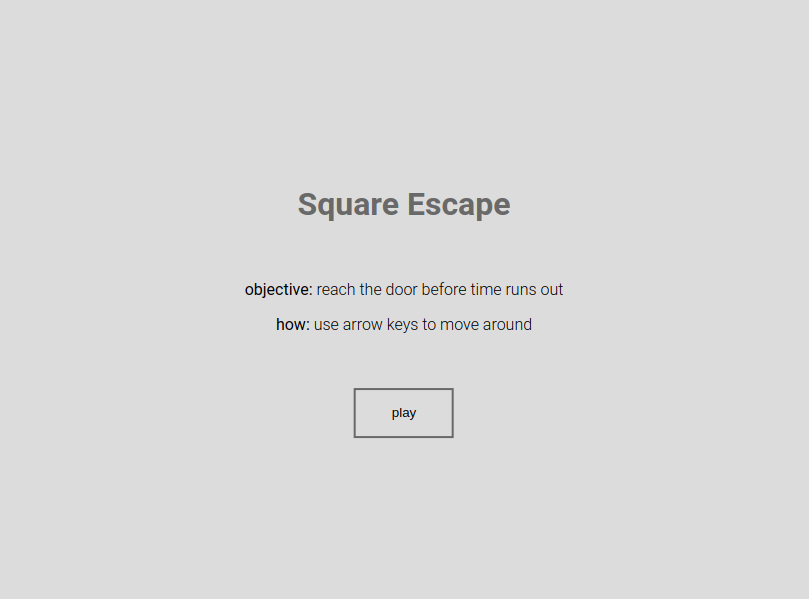 Square Escape
objective: reach the door before time runs out
how: use arrow keys to move around
play